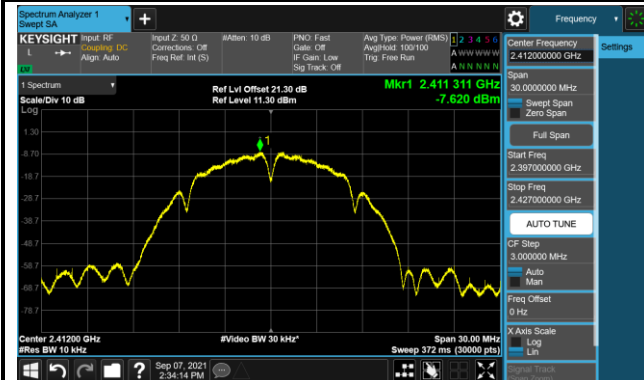 Spectrum Analyzer 1
Swept SA
Frequency
KEYSIGHT
L
Input: RF
Coupling: DC
Align: Auto
Input Z: 50 Ω
Corrections: Off
Freq Ref: Int (S)
#Atten: 10 dB
PNO: Fast
Gate: Off
IF Gain: Low
Sig Track: Off
Avg Type: Power (RMS)
Avg|Hold: 100/100
Trig: Free Run
1 2 3 4 5 6
A W W W W W
A N N N N N
1 Spectrum
Scale/Div 10 dB
Log
Ref Lvl Offset 21.30 dB
Ref Level 11.30 dBm
Mkr1 2.411 311 GHz
-7.620 dBm
1
1.30
-8.70
-18.7
-28.7
-38.7
-48.7
-58.7
-68.7
-78.7
Center 2.41200 GHz
#Res BW 10 kHz
#Video BW 30 kHz*
Span 30.00 MHz
Sweep 372 ms (30000 pts)
Sep 07, 2021
2:34:14 PM
Center Frequency
2.412000000 GHz
Settings
Span
30.0000000 MHz
Swept Span
Zero Span
Full Span
Start Freq
2.397000000 GHz
Stop Freq
2.427000000 GHz
AUTO TUNE
CF Step
3.000000 MHz
Auto
Man
Freq Offset
0 Hz
X Axis Scale
Log
Lin
Signal Track
(Span Zoom)